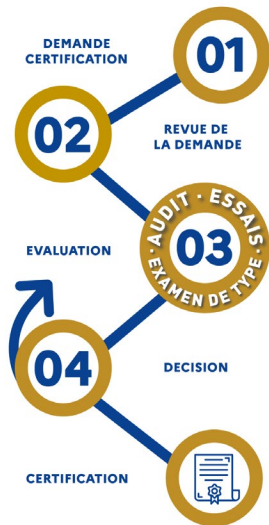 DEMANDE
CERTIFICATION
01
02
REVUE DE
LA DEMANDE
AUDIT - ESSAIS -
EXAMEN DE TYPE -
03
EVALUATION
04
DECISION
CERTIFICATION